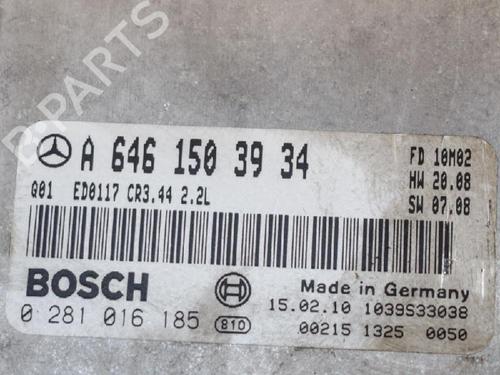 B-PARTS
A 646 150 39 34
Q01 ED0117 CR3.44 2.2L
FD 10M02
HW 20.08
SW 07.08
BOSCH
Made in Germany
0 281 016 185 810
15.02.10 1039S33038
00215 1325 0050